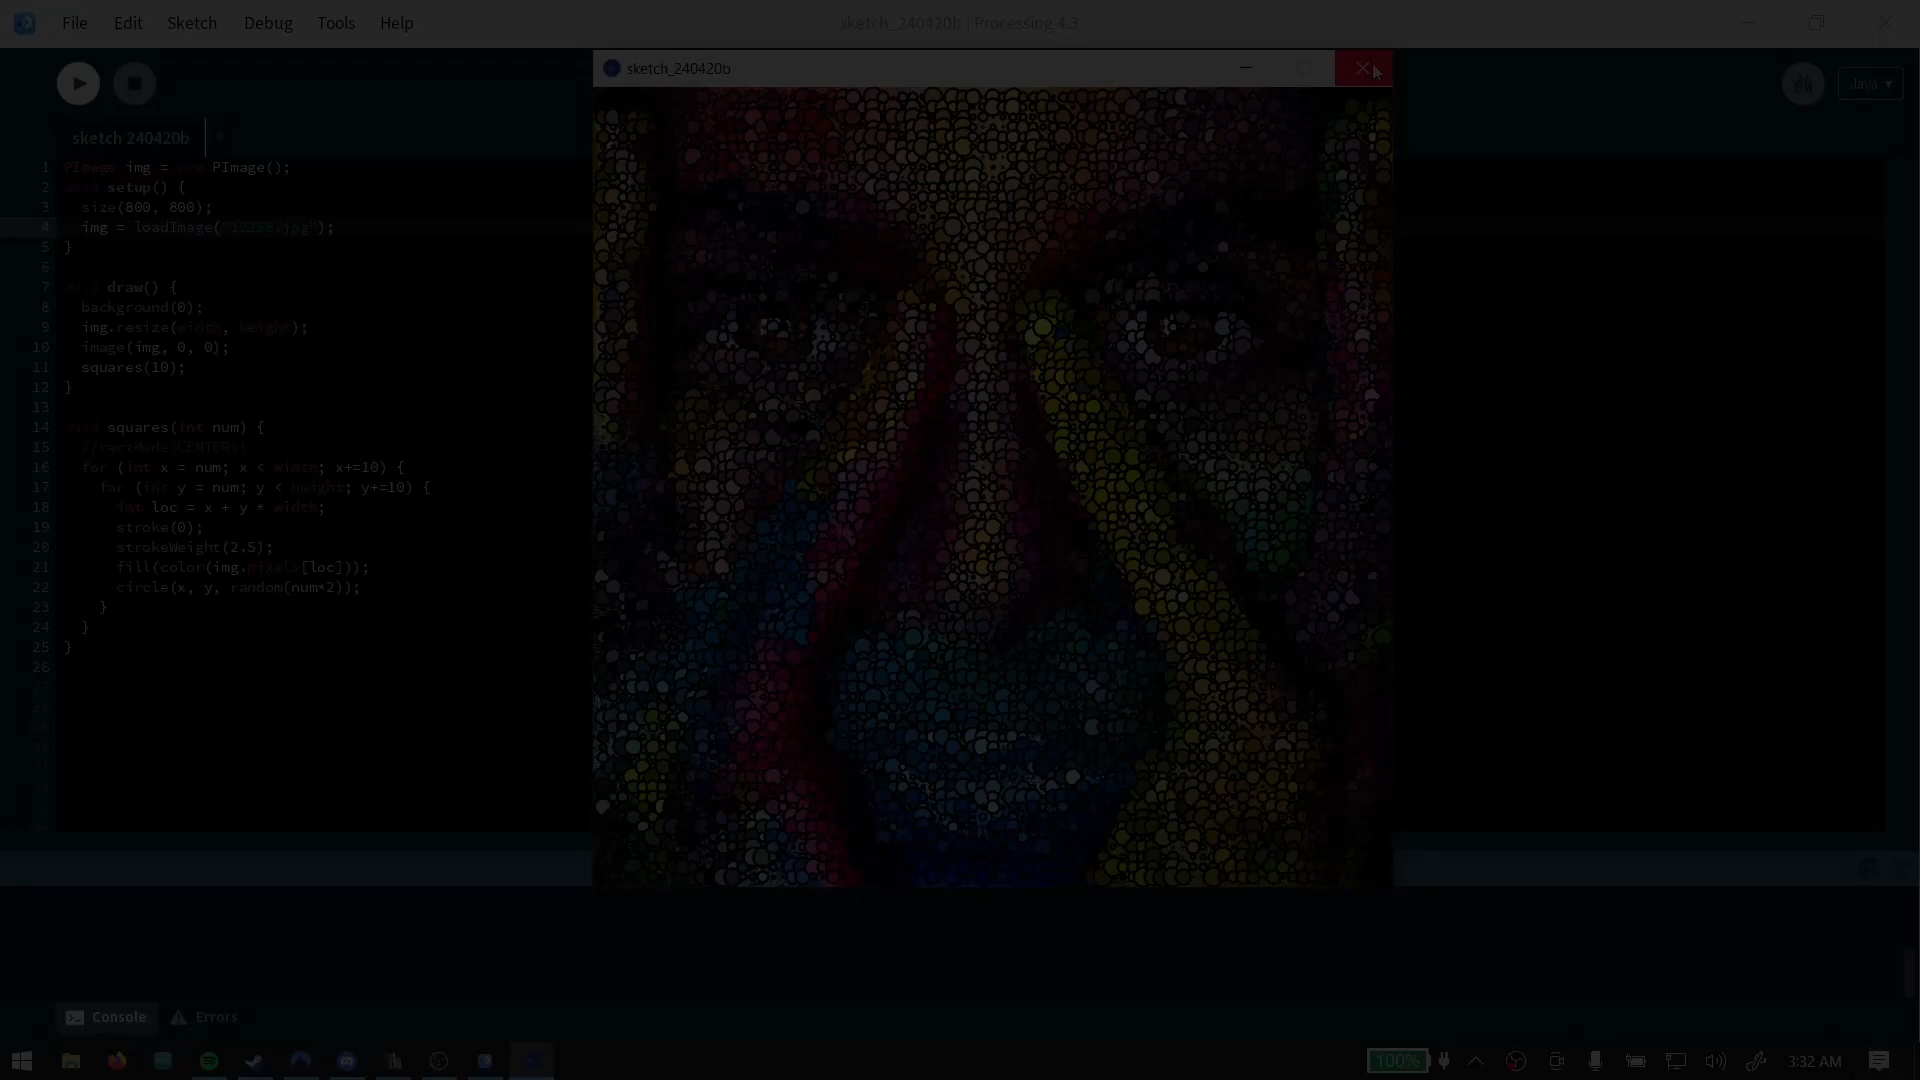 File Edit Sketch Debug Tools Help
sketch_240420b | Processing 4.3
sketch_240420b
Java
sketch 240420b
1 PImage img = new PImage();
2 void setup() {
3 size(800, 800);
4 img = loadImage("12256.jpg");
5 }
6
7 void draw() {
8 background(0);
9 img.resize(width, height);
10 image(img, 0, 0);
11 squares(10);
12 }
13
14 void squares(int num) {
15 //rectMode(CENTER);
16 for (int x = num; x < width; x+=10) {
17 for (int y = num; y < height; y+=10) {
18 int loc = x + y * width;
19 stroke(0);
20 strokeWeight(2.5);
21 fill(color(img.pixels[loc]));
22 circle(x, y, random(num*2));
23 }
24 }
25 }
26
Console Errors
100%
3:32 AM